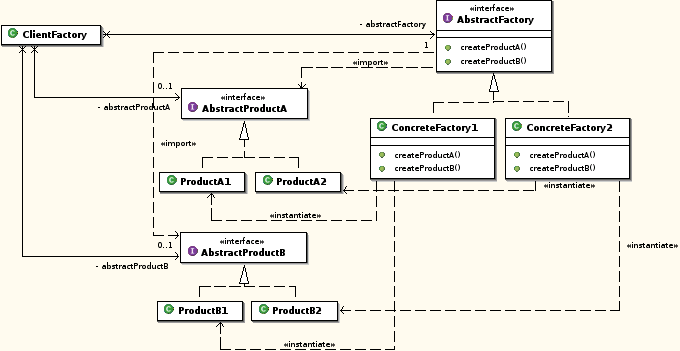 «interface»
AbstractFactory
- abstractFactory
ClientFactory
1
createProductA()
createProductB()
«import»
0..1
«interface»
AbstractProductA
- abstractProductA
ConcreteFactory1
ConcreteFactory2
«import»
createProductA()
createProductA()
createProductB()
createProductB()
ProductA1
ProductA2
«instantiate»
«instantiate»
«interface»
0..1
«instantiate»
AbstractProductB
- abstractProductB
ProductB1
ProductB2
«instantiate»